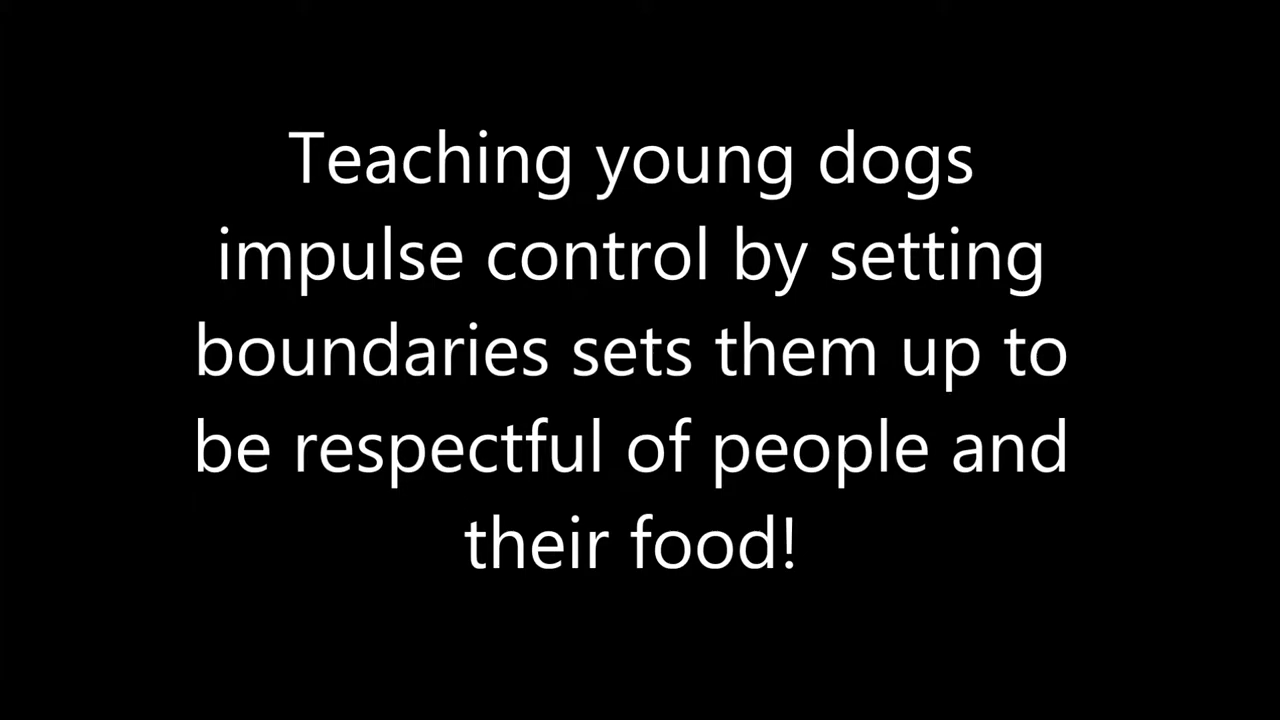 Teaching young dogs
impulse control by setting
boundaries sets them up to
be respectful of people and
their food!